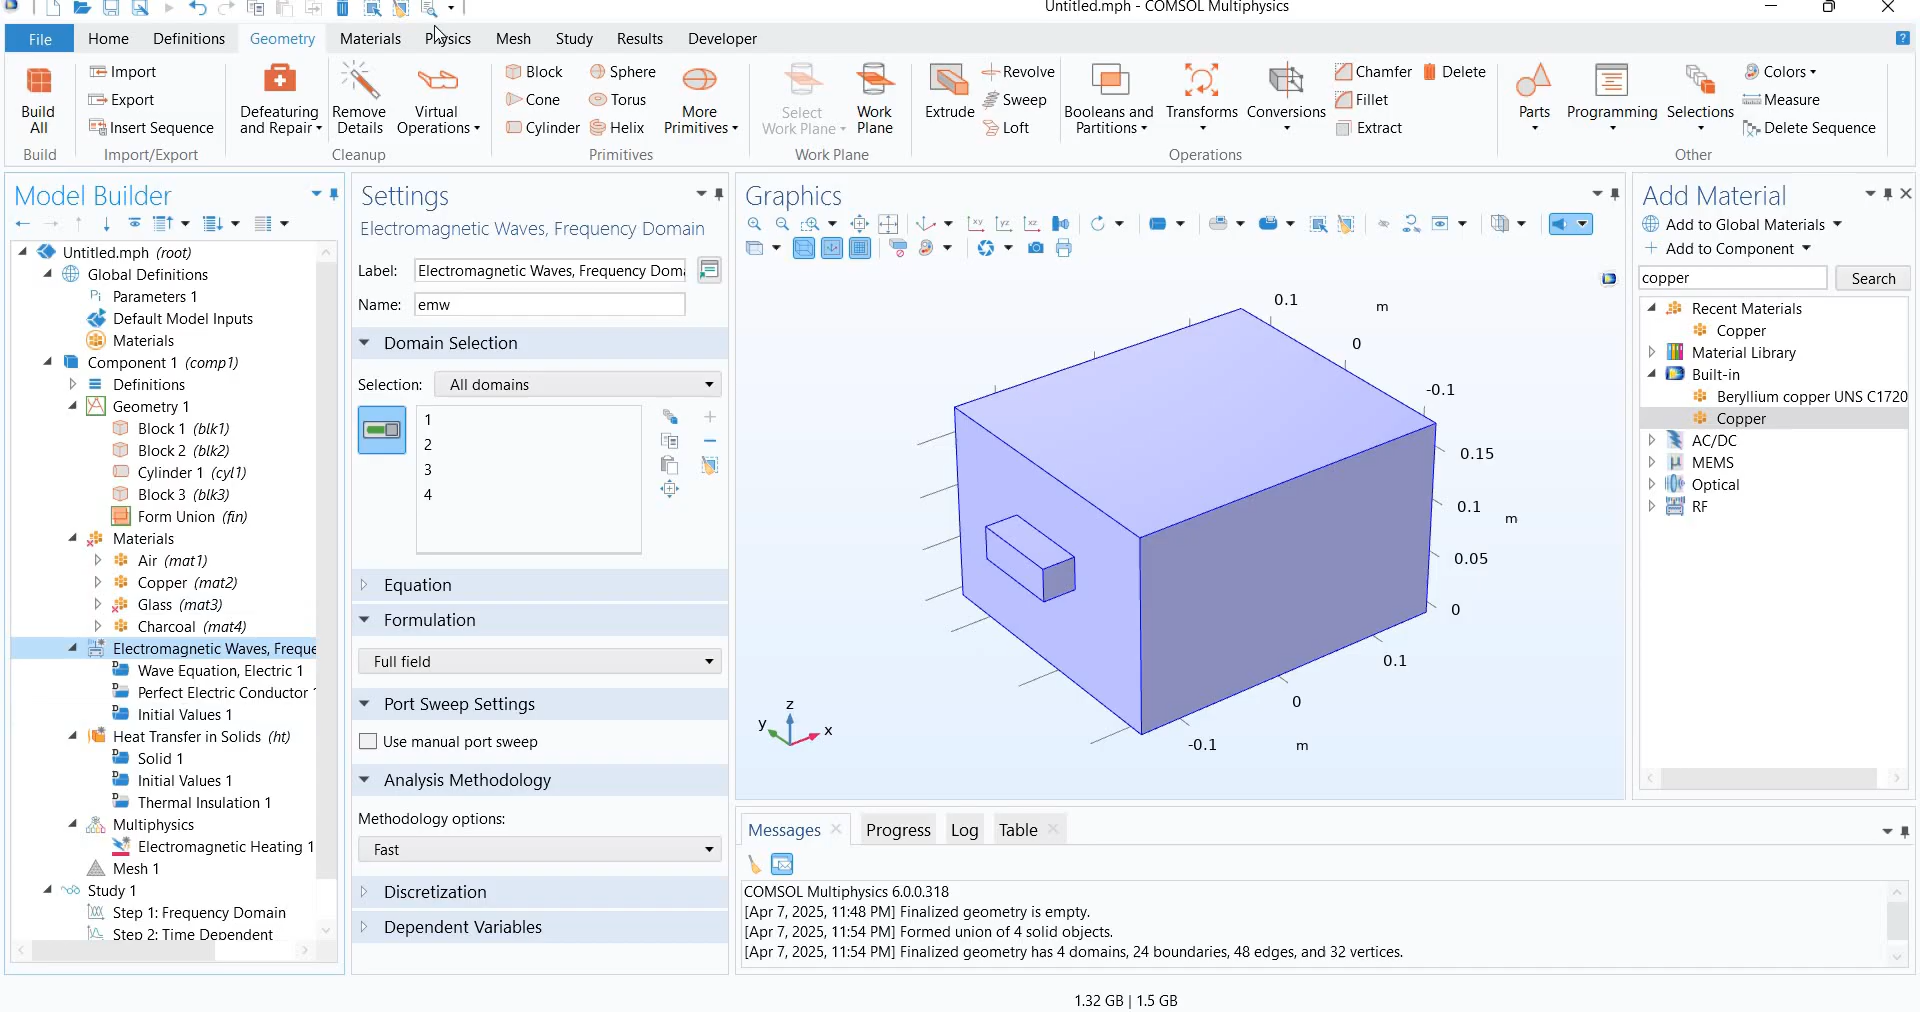 Untitled.mph - COMSOL Multiphysics
File Home Definitions Geometry Materials Physics Mesh Study Results Developer
Build All
Build
Import
Export
Insert Sequence
Import/Export
Defeaturing and Repair
Remove Details
Virtual Operations
Cleanup
Block
Cone
Cylinder
Sphere
Torus
Helix
More Primitives
Primitives
Select Work Plane
Work Plane
Work Plane
Extrude
Revolve
Sweep
Loft
Booleans and Partitions
Transforms
Conversions
Chamfer
Fillet
Extract
Delete
Operations
Parts
Programming
Selections
Colors
Measure
Delete Sequence
Other
Model Builder
Untitled.mph (root)
Global Definitions
Pi Parameters 1
Default Model Inputs
Materials
Component 1 (comp1)
Definitions
Geometry 1
Block 1 (blk1)
Block 2 (blk2)
Cylinder 1 (cyl1)
Block 3 (blk3)
Form Union (fin)
Materials
Air (mat1)
Copper (mat2)
Glass (mat3)
Charcoal (mat4)
Electromagnetic Waves, Freque
Wave Equation, Electric 1
Perfect Electric Conductor
Initial Values 1
Heat Transfer in Solids (ht)
Solid 1
Initial Values 1
Thermal Insulation 1
Multiphysics
Electromagnetic Heating 1
Mesh 1
Study 1
Step 1: Frequency Domain
Step 2: Time Dependent
Settings
Electromagnetic Waves, Frequency Domain
Label: Electromagnetic Waves, Frequency Doma
Name: emw
Domain Selection
Selection: All domains
1
2
3
4
Equation
Formulation
Full field
Port Sweep Settings
Use manual port sweep
Analysis Methodology
Methodology options:
Fast
Discretization
Dependent Variables
Graphics
0.1
m
0
-0.1
0.15
0.1
m
0.05
0
0.1
0
-0.1
m
z
y
x
Messages Progress Log Table
COMSOL Multiphysics 6.0.0.318
[Apr 7, 2025, 11:48 PM] Finalized geometry is empty.
[Apr 7, 2025, 11:54 PM] Formed union of 4 solid objects.
[Apr 7, 2025, 11:54 PM] Finalized geometry has 4 domains, 24 boundaries, 48 edges, and 32 vertices.
Add Material
Add to Global Materials
Add to Component
copper
Search
Recent Materials
Copper
Material Library
Built-in
Beryllium copper UNS C1720
Copper
AC/DC
MEMS
Optical
RF
1.32 GB | 1.5 GB